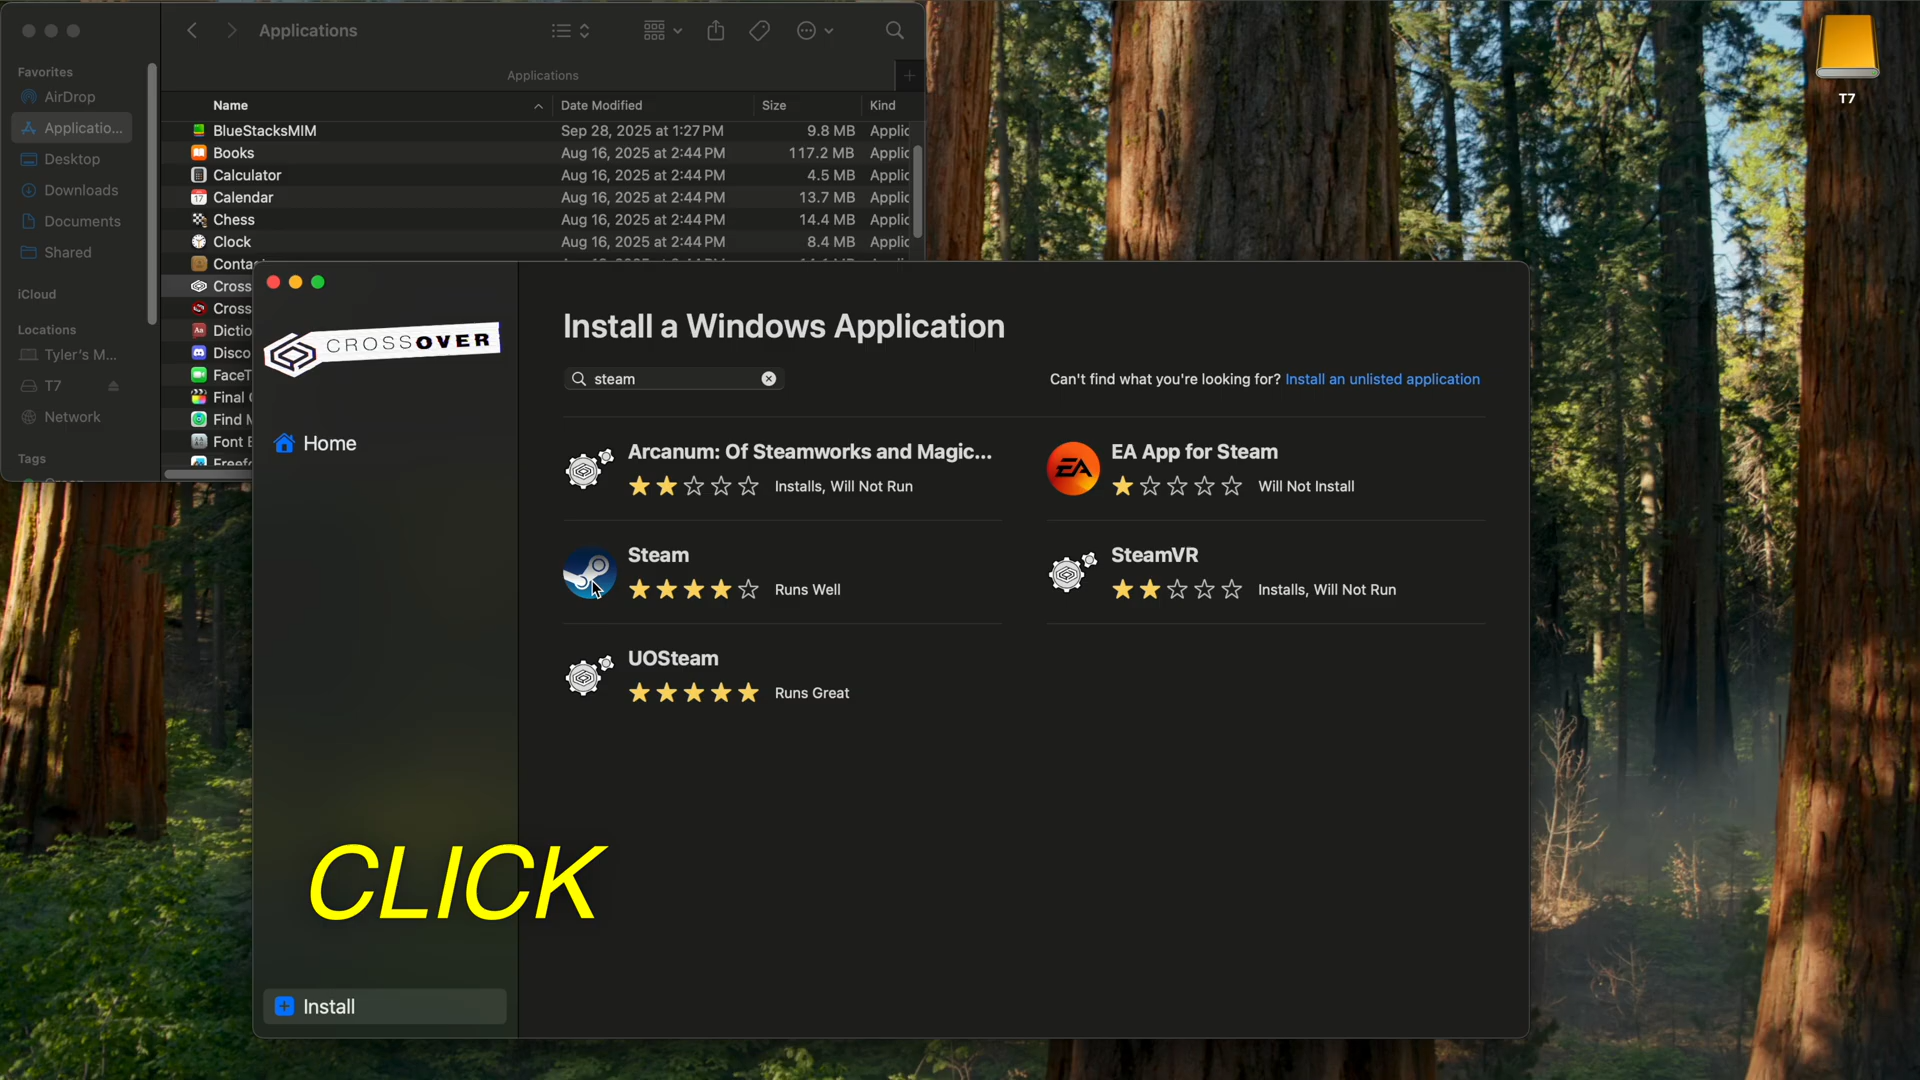 Applications
Applications
Favorites
AirDrop
Applicatio...
Desktop
Downloads
Documents
Shared
iCloud
Locations
Tyler's M...
T7
Network
Tags
Name
Date Modified
Size
Kind
BlueStacksMIM
Sep 28, 2025 at 1:27 PM
9.8 MB
Applic
Books
Aug 16, 2025 at 2:44 PM
117.2 MB
Applic
Calculator
Aug 16, 2025 at 2:44 PM
4.5 MB
Applic
Calendar
Aug 16, 2025 at 2:44 PM
13.7 MB
Applic
Chess
Aug 16, 2025 at 2:44 PM
14.4 MB
Applic
Clock
Aug 16, 2025 at 2:44 PM
8.4 MB
Applic
Conta
Cross
Cross
Dictio
Disco
FaceT
Final
Find M
Font
Freef
T7
CROSSOVER
Home
Install
CLICK
Install a Windows Application
steam
Can't find what you're looking for? Install an unlisted application
Arcanum: Of Steamworks and Magic...
Installs, Will Not Run
EA
EA App for Steam
Will Not Install
Steam
Runs Well
SteamVR
Installs, Will Not Run
UOSteam
Runs Great